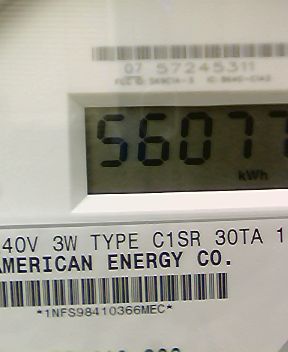 07 57245311
56077
kWh
40V 3W TYPE C1SR 30TA 1
AMERICAN ENERGY CO.
*1NFS98410366MEC*